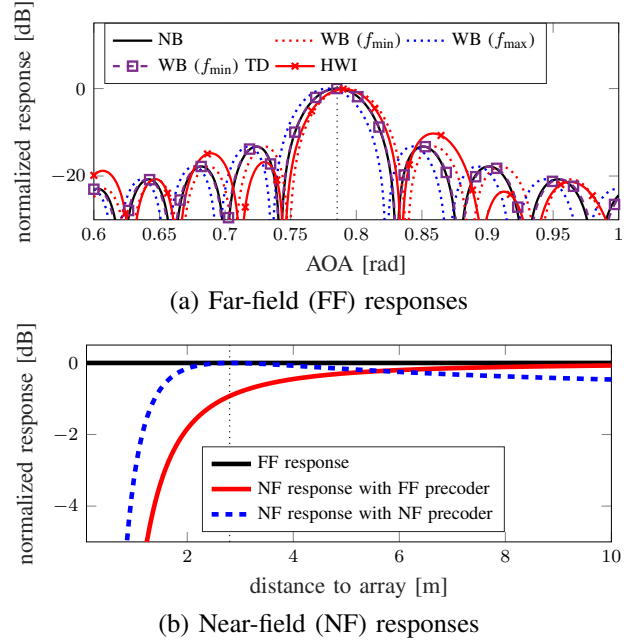 normalized response [dB]
NB
WB (fmin)
WB (fmax)
WB (fmin) TD
HWI
0
−20
0.6
0.65
0.7
0.75
0.8
0.85
0.9
0.95
1
AOA [rad]
(a) Far-field (FF) responses
normalized response [dB]
0
−2
−4
FF response
NF response with FF precoder
NF response with NF precoder
2
4
6
8
10
distance to array [m]
(b) Near-field (NF) responses